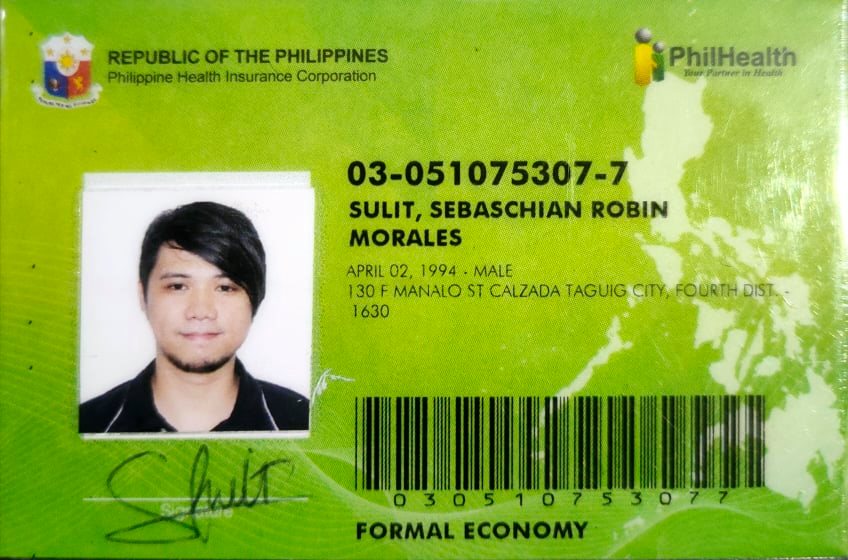 REPUBLIC OF THE PHILIPPINES
Philippine Health Insurance Corporation
PhilHealth
Your Partner in Health
03-051075307-7
SULIT, SEBASCHIAN ROBIN
MORALES
APRIL 02, 1994 - MALE
130 F MANALO ST CALZADA TAGUIG CITY, FOURTH DIST. -
1630
Sulit
Signature
030510753077
FORMAL ECONOMY